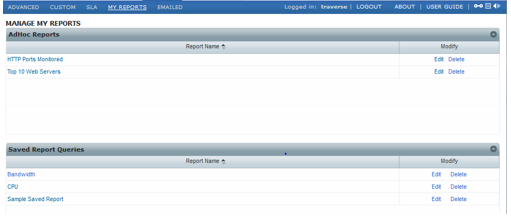 ADVANCED CUSTOM SLA MY REPORTS EMAILED Logged in: traverse | LOGOUT ABOUT | USER GUIDE |
MANAGE MY REPORTS
AdHoc Reports
Report Name Modify
HTTP Ports Monitored Edit Delete
Top 10 Web Servers Edit Delete
Saved Report Queries
Report Name Modify
Bandwidth Edit Delete
CPU Edit Delete
Sample Saved Report Edit Delete